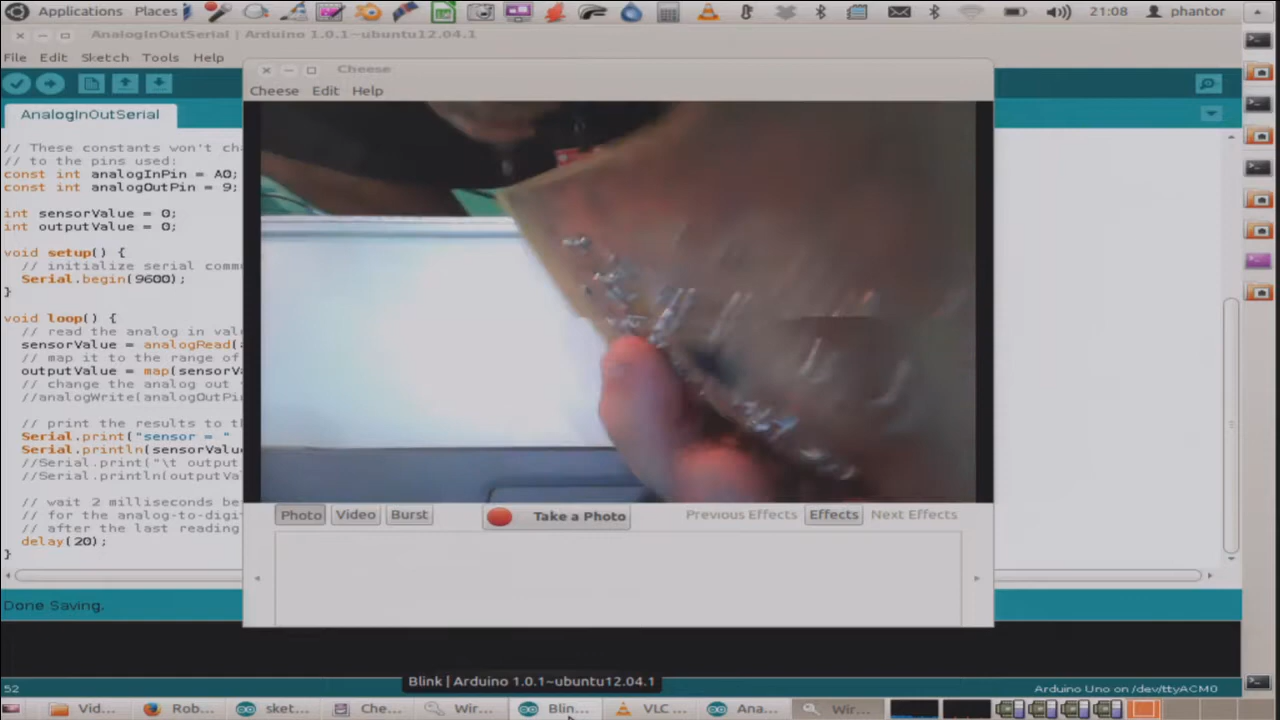 Applications Places 21:08 phantor
AnalogInOutSerial | Arduino 1.0.1~ubuntu12.04.1
File Edit Sketch Tools Help
AnalogInOutSerial
// These constants won't ch
// to the pins used:
const int analogInPin = A0;
const int analogOutPin = 9;
int sensorValue = 0;
int outputValue = 0;
void setup() {
// initialize serial comm
Serial.begin(9600);
}
void loop() {
// read the analog in val
sensorValue = analogRead(
// map it to the range of
outputValue = map(sensorV
// change the analog out
//analogWrite(analogOutPi
// print the results to t
Serial.print("sensor = "
Serial.println(sensorValu
//Serial.print("\t output
//Serial.println(outputVa
// wait 2 milliseconds be
// for the analog-to-digi
// after the last reading
delay(20);
}
Cheese
Cheese Edit Help
Photo Video Burst Take a Photo Previous Effects Effects Next Effects
Done Saving.
Blink | Arduino 1.0.1~ubuntu12.04.1
52 Arduino Uno on /dev/ttyACM0
Vid... Rob... sket... Che... Wir... Blin... VLC ... Ana... Wir...